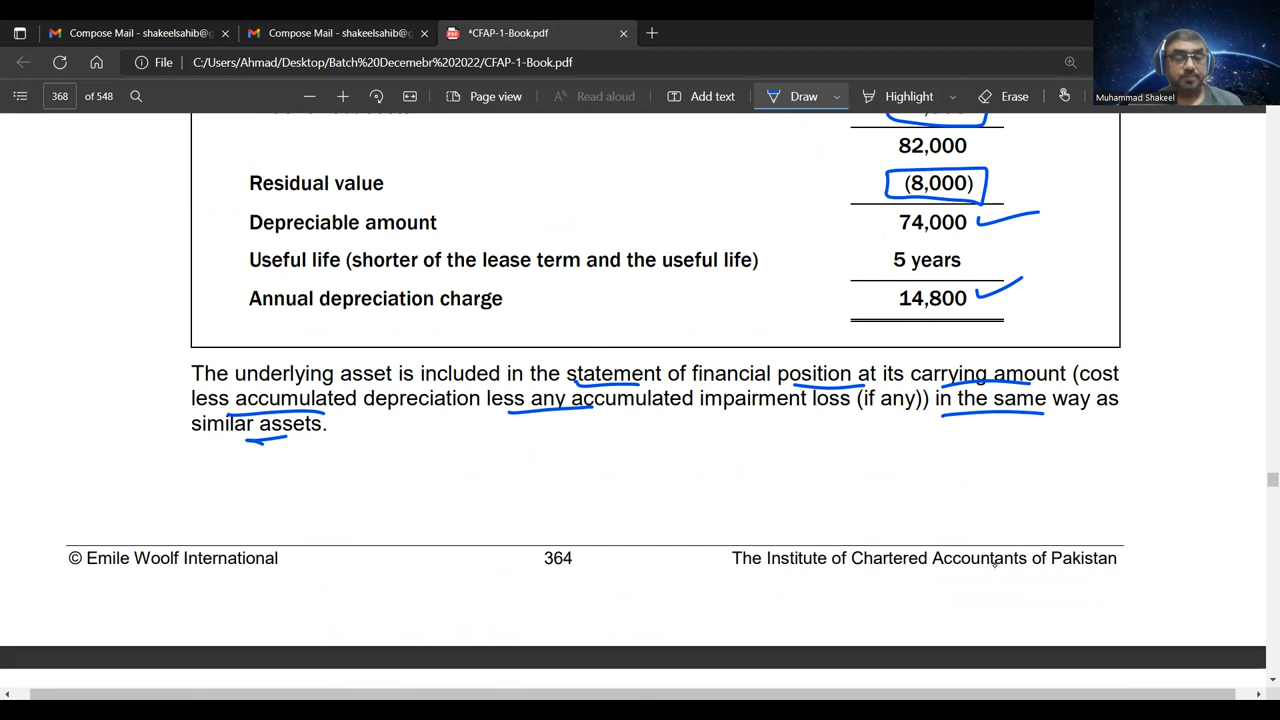 Compose Mail - shakeelsahib@g
Compose Mail - shakeelsahib@g
*CFAP-1-Book.pdf
File
C:/Users/Ahmad/Desktop/Batch%20Decemebr%202022/CFAP-1-Book.pdf
368 of 548
Page view
Read aloud
Add text
Draw
Highlight
Erase
Muhammad Shakeel
82,000
Residual value (8,000)
Depreciable amount 74,000
Useful life (shorter of the lease term and the useful life) 5 years
Annual depreciation charge 14,800
The underlying asset is included in the statement of financial position at its carrying amount (cost
less accumulated depreciation less any accumulated impairment loss (if any)) in the same way as
similar assets.
© Emile Woolf International 364 The Institute of Chartered Accountants of Pakistan